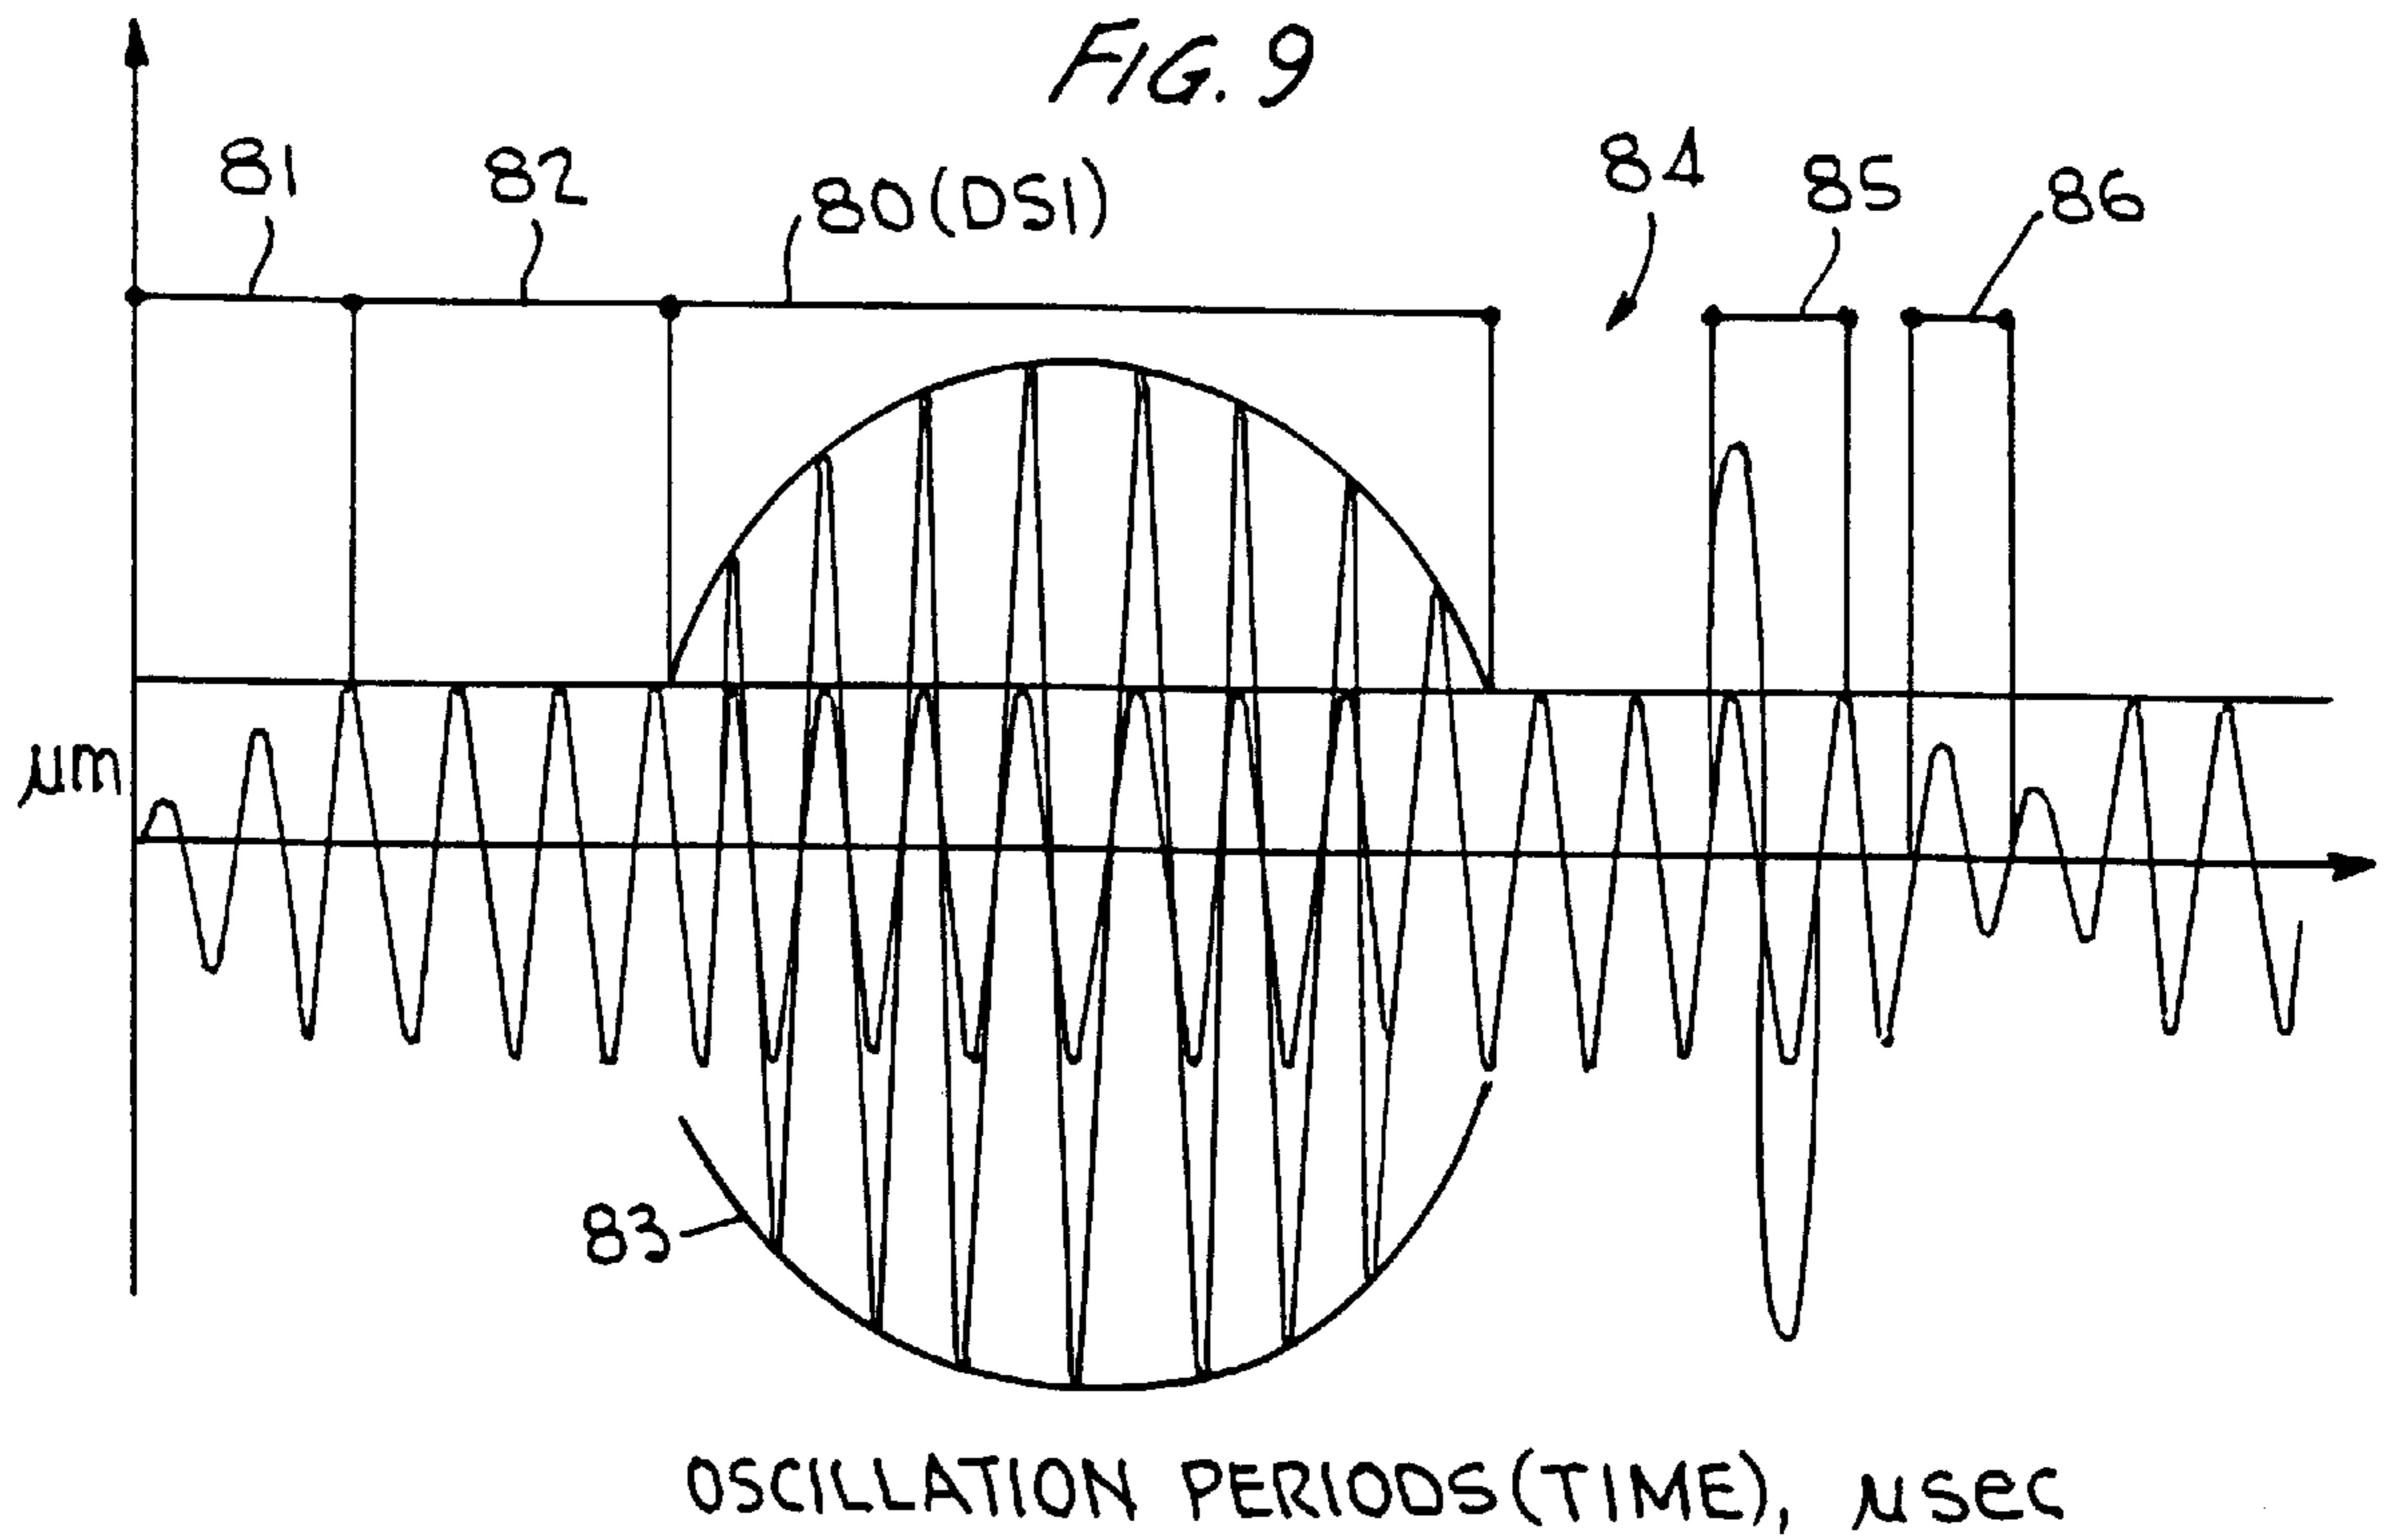 FIG. 9
81
82
80(DSI)
84
85
86
μm
83
OSCILLATION PERIODS(TIME), μsec